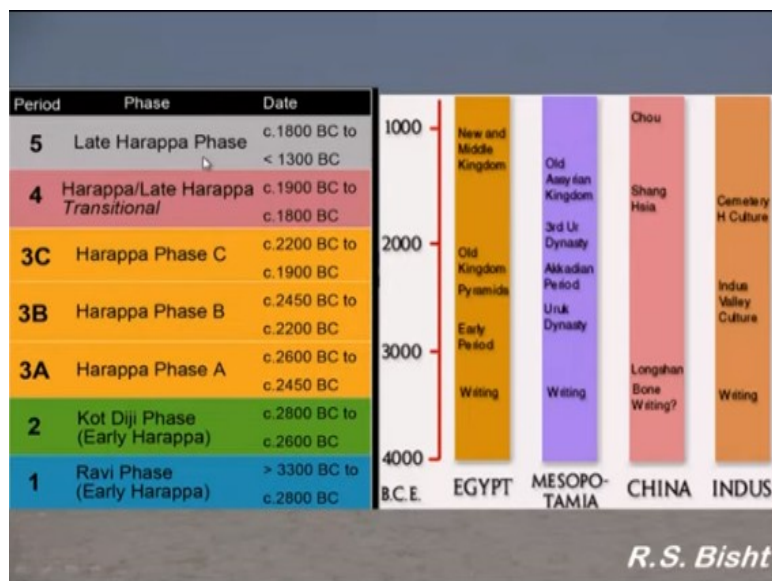 Period Phase Date
5 Late Harappa Phase c.1800 BC to
< 1300 BC
4 Harappa/Late Harappa c.1900 BC to
Transitional c.1800 BC
3C Harappa Phase C c.2200 BC to
c.1900 BC
3B Harappa Phase B c.2450 BC to
c.2200 BC
3A Harappa Phase A c.2600 BC to
c.2450 BC
2 Kot Diji Phase c.2800 BC to
(Early Harappa) c.2600 BC
1 Ravi Phase > 3300 BC to
(Early Harappa) c.2800 BC
1000
2000
3000
4000
B.C.E.
New and
Middle
Kingdom
Old
Kingdom
Pyramids
Early
Period
Writing
EGYPT
Old
Assyrian
Kingdom
3rd Ur
Dynasty
Akkadian
Period
Uruk
Dynasty
Writing
MESOPO-
TAMIA
Chou
Shang
Hsia
Longshan
Bone
Writing?
CHINA
Cemetery
H Culture
Indus
Valley
Culture
Writing
INDUS
R.S. Bisht